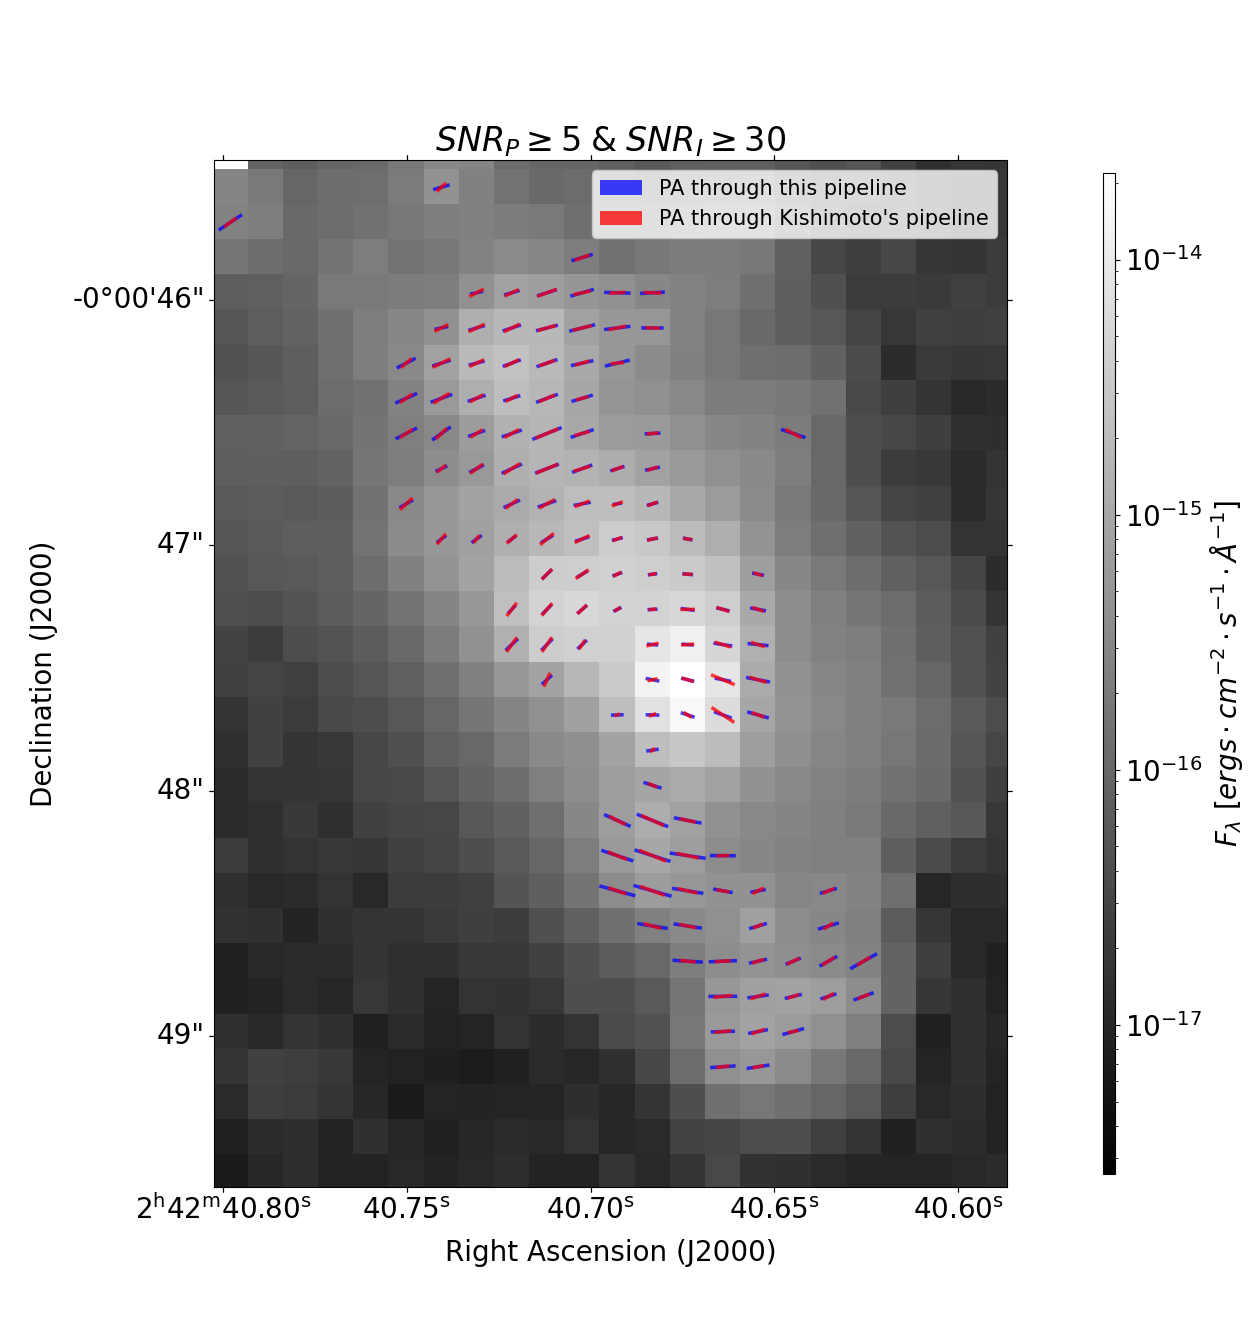 SNR_P ≥ 5 & SNR_I ≥ 30
PA through this pipeline
PA through Kishimoto's pipeline
-0°00'46"
47"
48"
49"
Declination (J2000)
2ʰ42ᵐ40.80ˢ
40.75ˢ
40.70ˢ
40.65ˢ
40.60ˢ
Right Ascension (J2000)
10⁻¹⁴
10⁻¹⁵
10⁻¹⁶
10⁻¹⁷
F_λ [ergs · cm⁻² · s⁻¹ · Å⁻¹]